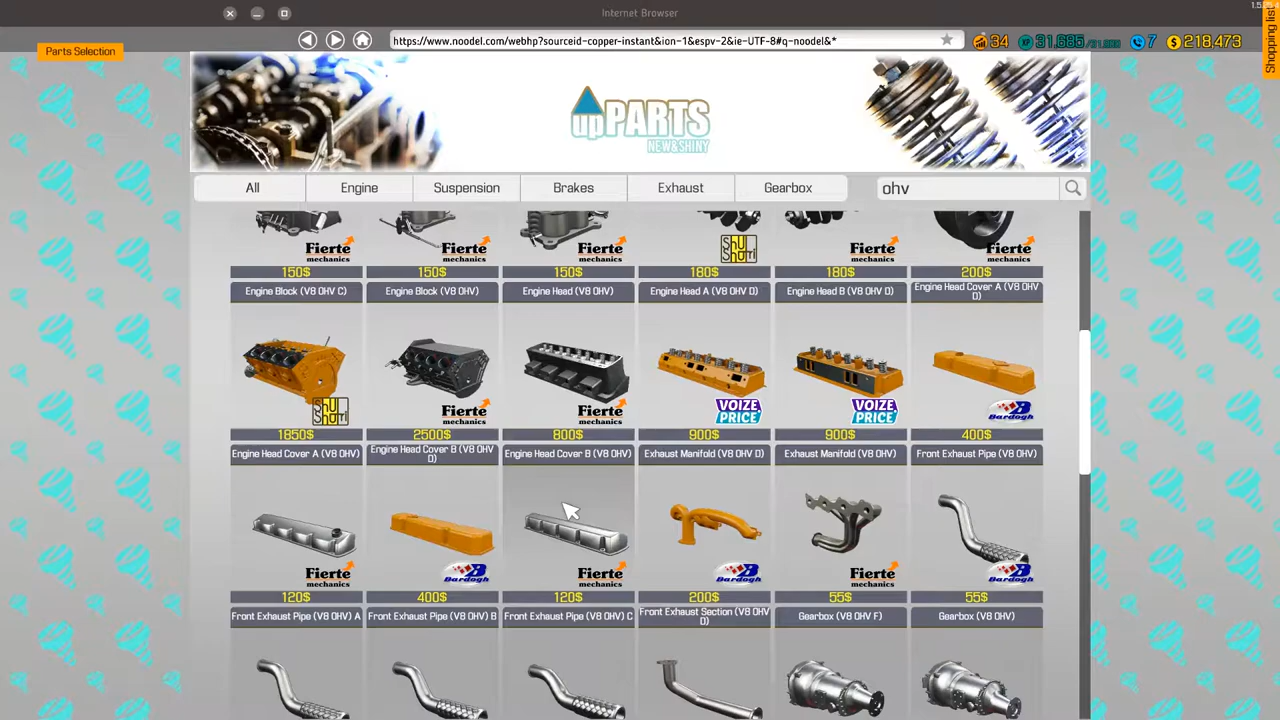 Internet Browser
Parts Selection
https://www.noodel.com/webhp?sourceid-copper-instant&ion-1&espv-2&ie-UTF-8#q-noodel&*
34
7
218,473
Shopping list
upPARTS
NEW&SHINY
All
Engine
Suspension
Brakes
Exhaust
Gearbox
ohv
Fierte mechanics
Fierte mechanics
Fierte mechanics
Fierte mechanics
Fierte mechanics
150$
150$
150$
180$
180$
200$
Engine Block (V8 OHV C)
Engine Block (V8 OHV)
Engine Head (V8 OHV)
Engine Head A (V8 OHV D)
Engine Head B (V8 OHV D)
Engine Head Cover A (V8 OHV D)
Fierte mechanics
Fierte mechanics
VOIZE PRICE
VOIZE PRICE
Bardogh
1850$
2500$
800$
900$
900$
400$
Engine Head Cover A (V8 OHV)
Engine Head Cover B (V8 OHV D)
Engine Head Cover B (V8 OHV)
Exhaust Manifold (V8 OHV D)
Exhaust Manifold (V8 OHV)
Front Exhaust Pipe (V8 OHV)
Fierte mechanics
Bardogh
Fierte mechanics
Bardogh
Fierte mechanics
Bardogh
120$
400$
120$
200$
55$
55$
Front Exhaust Pipe (V8 OHV) A
Front Exhaust Pipe (V8 OHV) B
Front Exhaust Pipe (V8 OHV) C
Front Exhaust Section (V8 OHV D)
Gearbox (V8 OHV F)
Gearbox (V8 OHV)